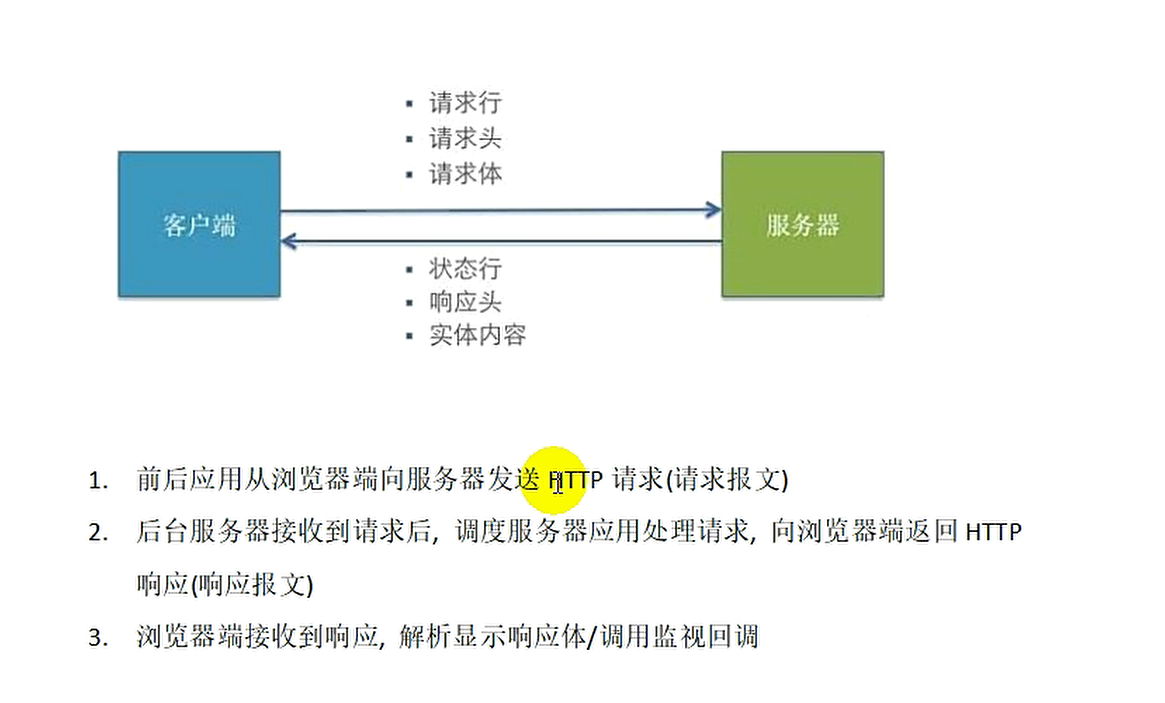 ▪ 请求行
▪ 请求头
▪ 请求体
客户端
服务器
▪ 状态行
▪ 响应头
▪ 实体内容
1. 前后应用从浏览器端向服务器发送 HTTP 请求(请求报文)
2. 后台服务器接收到请求后, 调度服务器应用处理请求, 向浏览器端返回 HTTP
响应(响应报文)
3. 浏览器端接收到响应, 解析显示响应体/调用监视回调